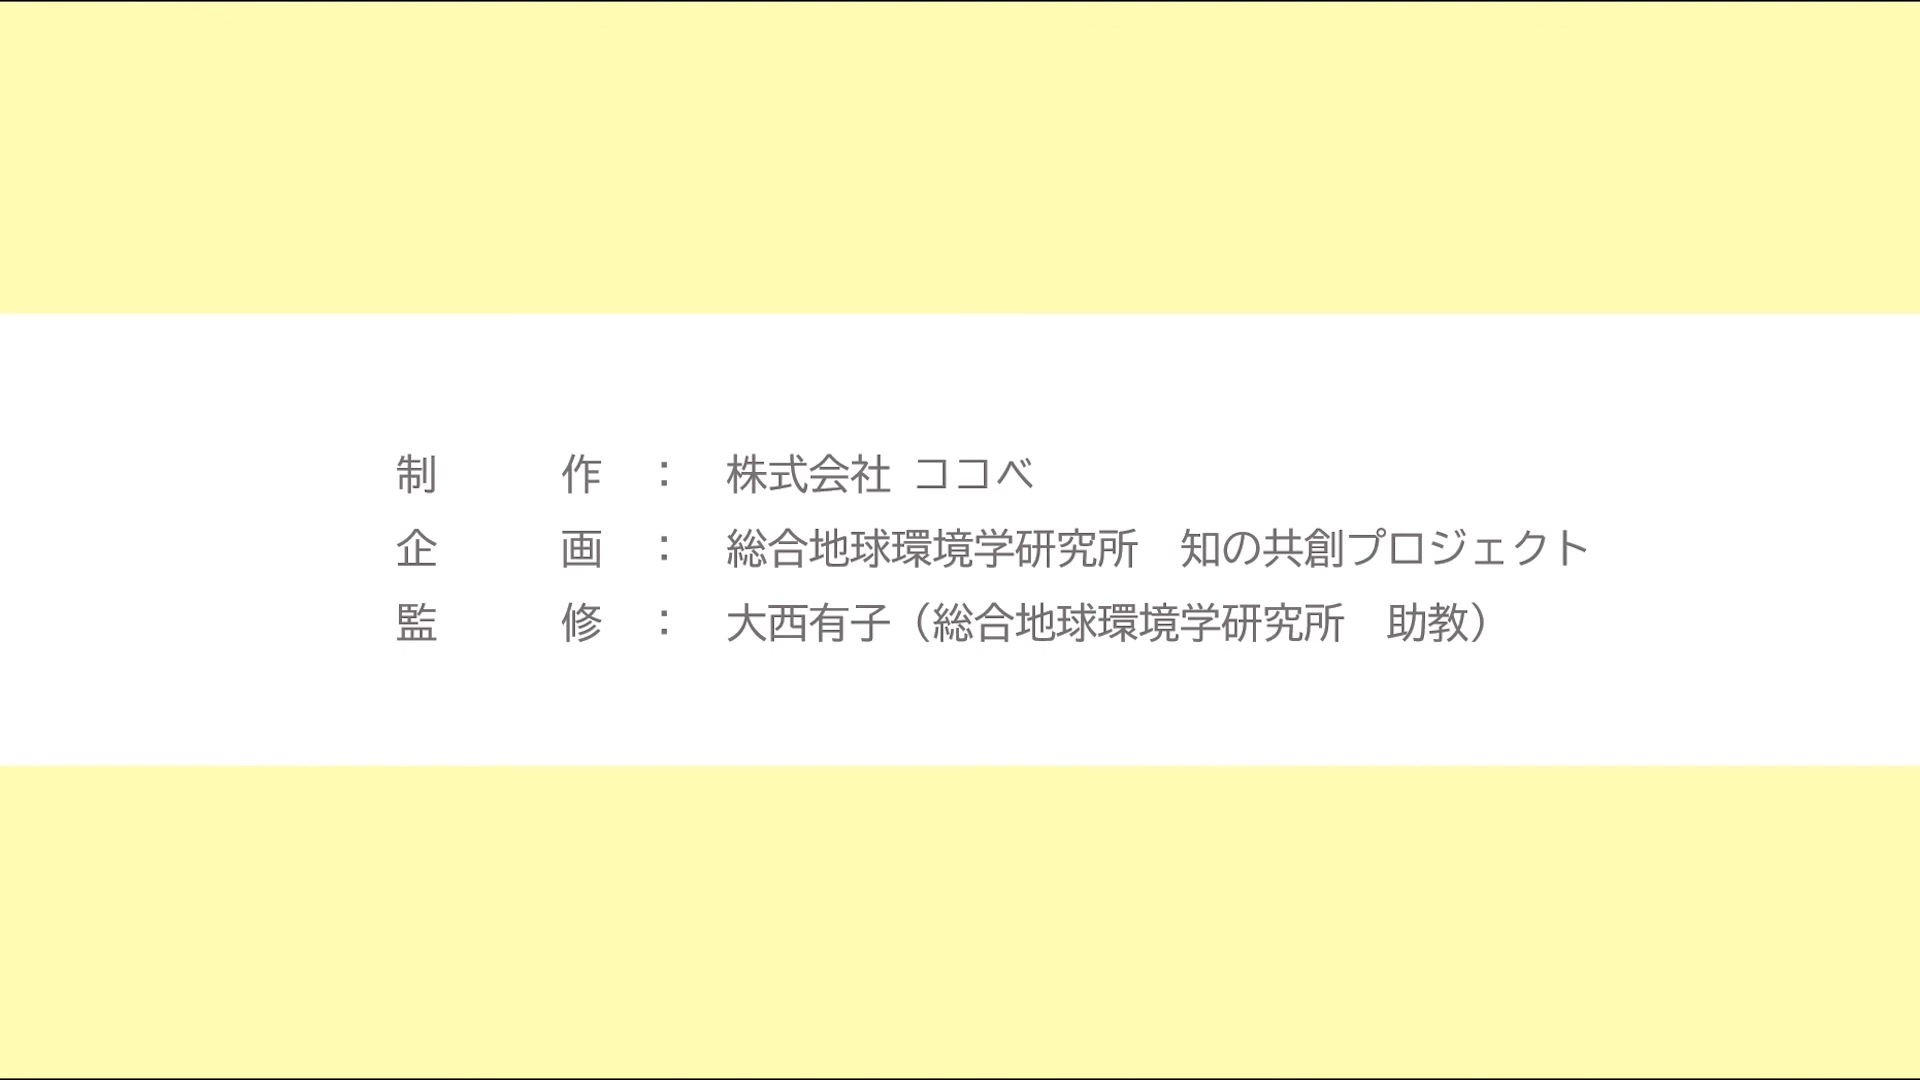 制　　　作　：　株式会社 ココベ
企　　　画　：　総合地球環境学研究所　知の共創プロジェクト
監　　　修　：　大西有子（総合地球環境学研究所　助教）